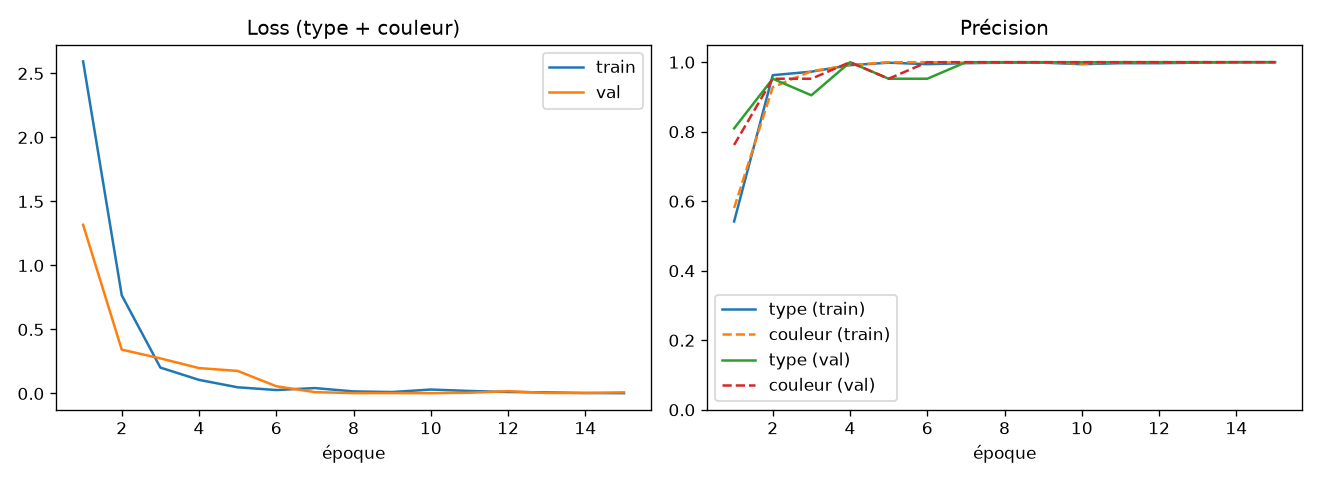 Loss (type + couleur)
2.5
2.0
1.5
1.0
0.5
0.0
train
val
2 4 6 8 10 12 14
époque
Précision
1.0
0.8
0.6
0.4
0.2
0.0
type (train)
couleur (train)
type (val)
couleur (val)
2 4 6 8 10 12 14
époque